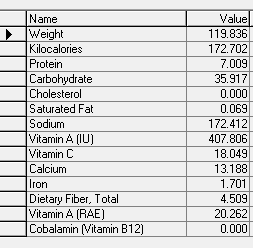 Name Value
Weight 119.836
Kilocalories 172.702
Protein 7.009
Carbohydrate 35.917
Cholesterol 0.000
Saturated Fat 0.069
Sodium 172.412
Vitamin A (IU) 407.806
Vitamin C 18.049
Calcium 13.188
Iron 1.701
Dietary Fiber, Total 4.509
Vitamin A (RAE) 20.262
Cobalamin (Vitamin B12) 0.000